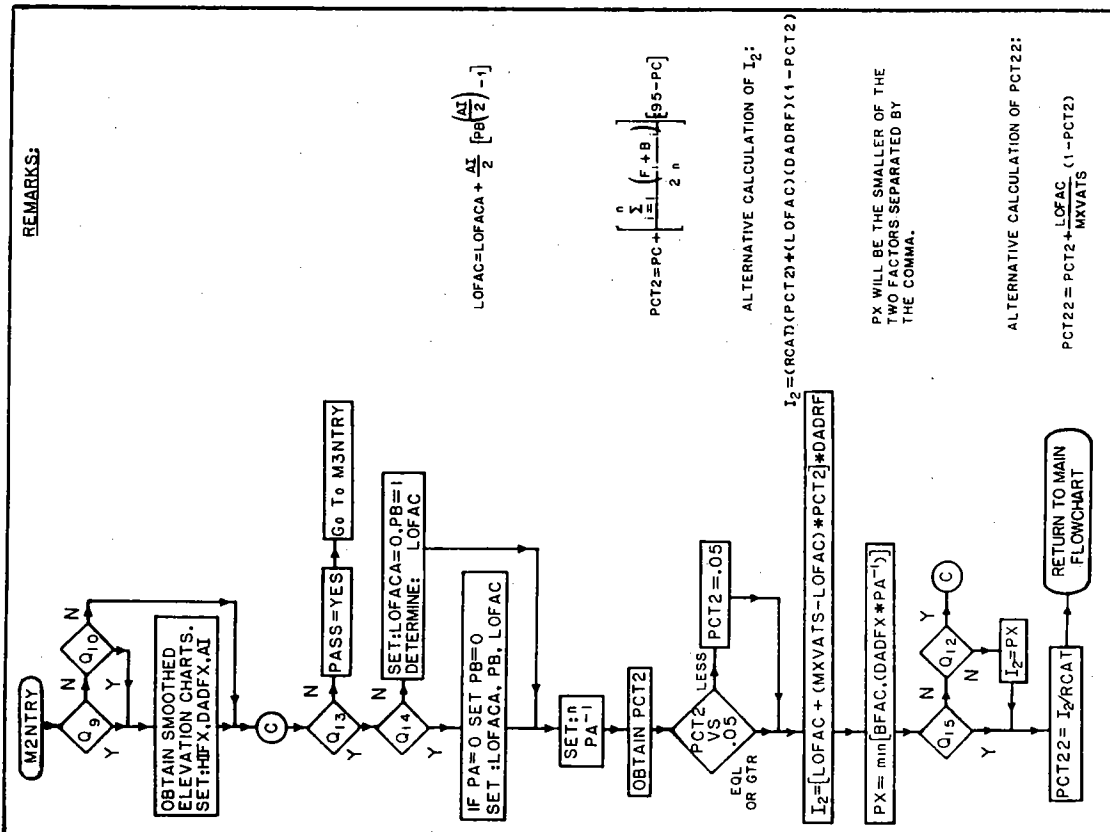 REMARKS:
M2NTRY
Q9
N
Q10
N
Y
Y
OBTAIN SMOOTHED
ELEVATION CHARTS.
SET:HIFX,DADFX,AI
C
Q13
N
PASS=YES
Go To M3NTRY
Y
Q14
N
SET:LOFACA=0,PB=1
DETERMINE: LOFAC
Y
IF PA=0 SET PB=0
SET:LOFACA, PB, LOFAC
LOFAC=LOFACA + AI/2 [PB(AI/2)-1]
SET:n
PA⁻¹
OBTAIN PCT2
PCT2=PC+[∑ⁿᵢ₌₁(Fᵢ+Bᵢ)/2n][.95-PC]
PCT2
VS
.05
LESS
PCT2=.05
EQL
OR GTR
ALTERNATIVE CALCULATION OF I₂:
I₂=(RCAT)(PCT2)+(LOFAC)(DADRF)(1-PCT2)
I₂=[LOFAC + (MXVATS-LOFAC)*PCT2]*DADRF
PX= min[BFAC,(DADFX*PA⁻¹)]
PX WILL BE THE SMALLER OF THE
TWO FACTORS SEPARATED BY
THE COMMA.
Q15
N
Q12
Y
C
Y
N
I₂=PX
ALTERNATIVE CALCULATION OF PCT22:
PCT22= I₂/RCAT
RETURN TO MAIN
FLOWCHART
PCT22 = PCT2+LOFAC/MXVATS (1-PCT2)